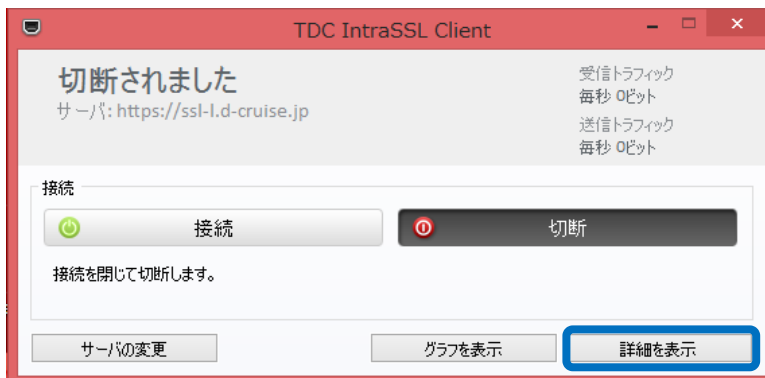 TDC IntraSSL Client
切断されました
サーバ: https://ssl-l.d-cruise.jp
受信トラフィック
毎秒 0ビット
送信トラフィック
毎秒 0ビット
接続
接続
切断
接続を閉じて切断します。
サーバの変更
グラフを表示
詳細を表示